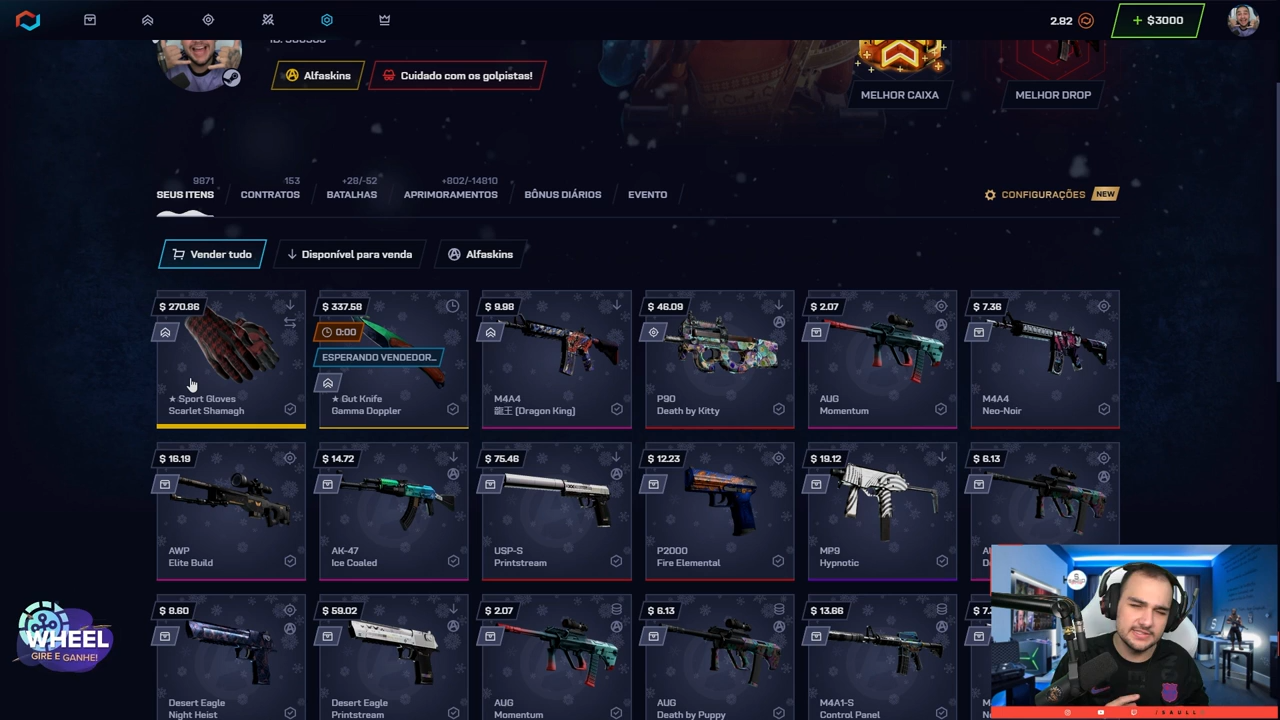 2.92
+ $3000
Alfaskins
Cuidado com os golpistas!
MELHOR CAIXA
MELHOR DROP
9871
153
+28/-52
+802/-14810
SEUS ITENS
CONTRATOS
BATALHAS
APRIMORAMENTOS
BÔNUS DIÁRIOS
EVENTO
CONFIGURAÇÕES
NEW
Vender tudo
Disponível para venda
Alfaskins
$ 270.86
★ Sport Gloves
Scarlet Shamagh
$ 337.58
0:00
ESPERANDO VENDEDOR...
★ Gut Knife
Gamma Doppler
$ 9.98
M4A4
龍王 (Dragon King)
$ 46.09
P90
Death by Kitty
$ 2.07
AUG
Momentum
$ 7.36
M4A4
Neo-Noir
$ 16.19
AWP
Elite Build
$ 14.72
AK-47
Ice Coaled
$ 75.46
USP-S
Printstream
$ 12.23
P2000
Fire Elemental
$ 19.12
MP9
Hypnotic
$ 6.13
$ 8.60
Desert Eagle
Night Heist
$ 59.02
Desert Eagle
Printstream
$ 2.07
AUG
Momentum
$ 6.13
AUG
Death by Puppy
$ 13.66
M4A1-S
Control Panel
WHEEL
GIRE E GANHE!